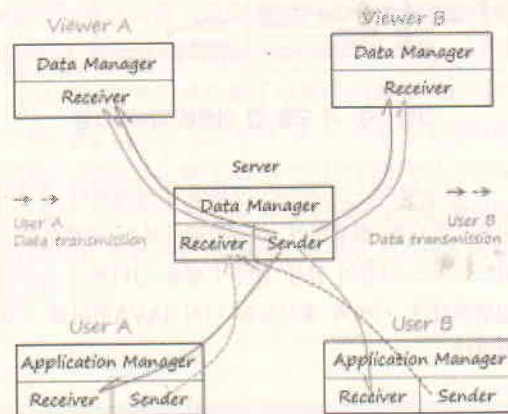 Viewer A
Data Manager
Receiver
Viewer B
Data Manager
Receiver
Server
Data Manager
Receiver
Sender
User A
Data transmission
User B
Data transmission
User A
Application Manager
Receiver
Sender
User B
Application Manager
Receiver
Sender